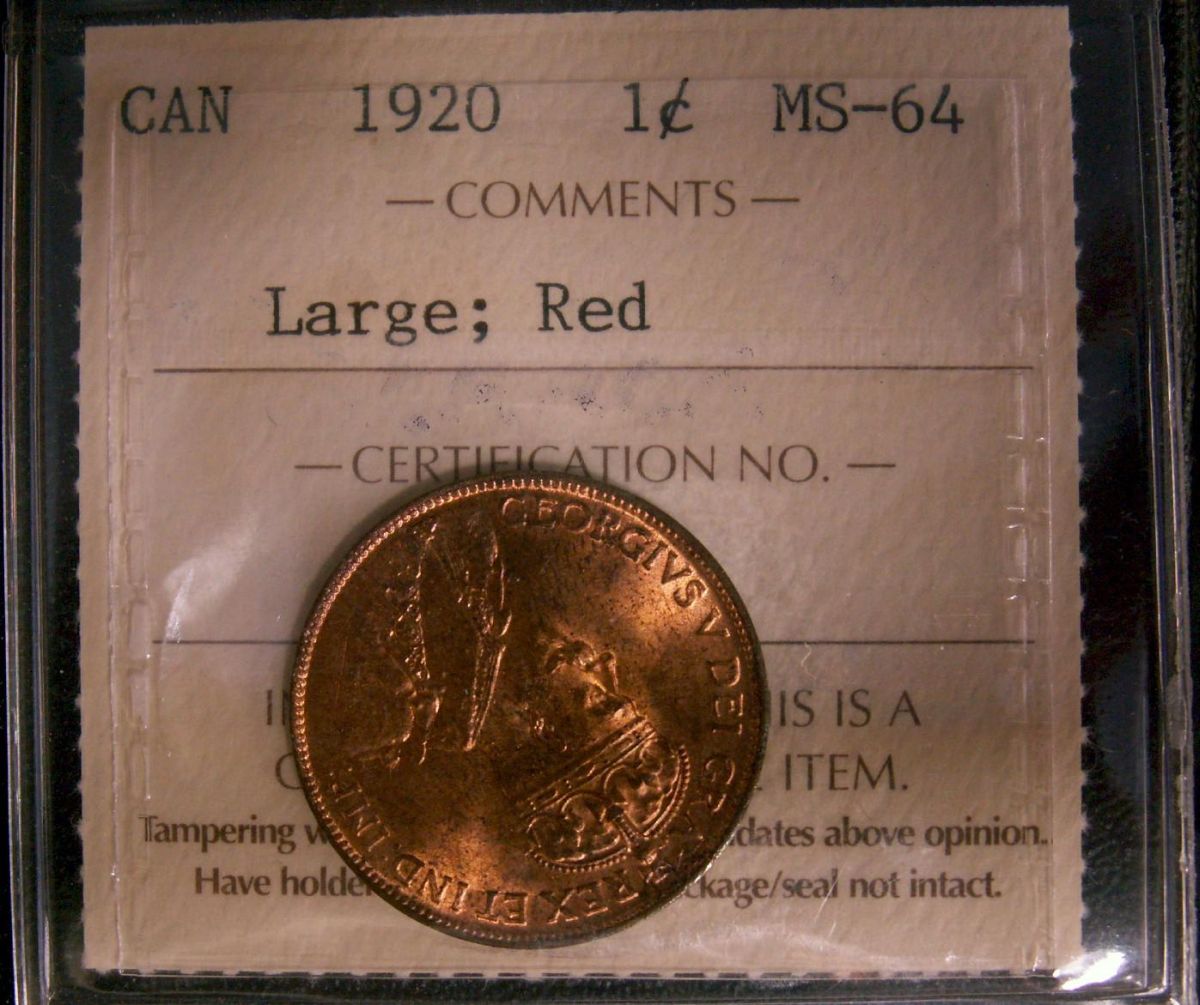 CAN 1920 1¢ MS-64
— COMMENTS —
Large; Red
— CERTIFICATION NO. —
GEORGIVS V DEI GRA: REX ET IND. IMP:
IS IS A
ITEM.
Tampering w dates above opinion.
Have holde ckage/seal not intact.